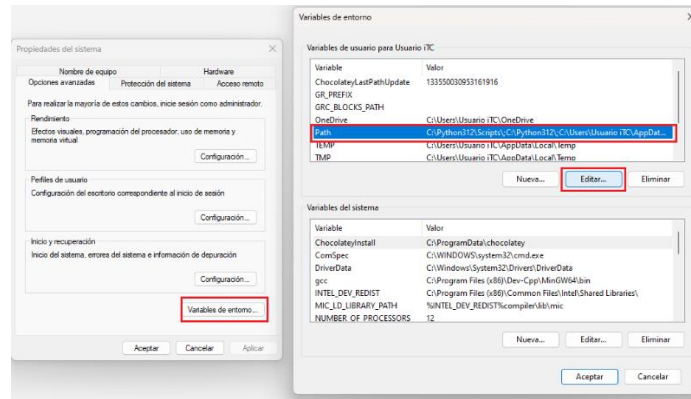 Variables de entorno
Propiedades del sistema
Nombre de equipo Hardware
Opciones avanzadas Protección del sistema Acceso remoto
Para realizar la mayoría de estos cambios, inicie sesión como administrador.
Rendimiento
Efectos visuales, programación del procesador, uso de memoria y
memoria virtual
Configuración...
Perfiles de usuario
Configuración del escritorio correspondiente al inicio de sesión
Configuración...
Inicio y recuperación
Inicio del sistema, errores del sistema e información de depuración
Configuración...
Variables de entorno...
Aceptar Cancelar Aplicar
Variables de usuario para Usuario iTC
Variable Valor
ChocolateyLastPathUpdate 133550030953161916
GR_PREFIX
GRC_BLOCKS_PATH
OneDrive C:\Users\Usuario iTC\OneDrive
Path C:\Python312\Scripts\;C:\Python312\;C:\Users\Usuario iTC\AppDat...
TEMP C:\Users\Usuario iTC\AppData\Local\Temp
TMP C:\Users\Usuario iTC\AppData\Local\Temp
Nueva... Editar... Eliminar
Variables del sistema
Variable Valor
ChocolateyInstall C:\ProgramData\chocolatey
ComSpec C:\WINDOWS\system32\cmd.exe
DriverData C:\Windows\System32\Drivers\DriverData
gcc C:\Program Files (x86)\Dev-Cpp\MinGW64\bin
INTEL_DEV_REDIST C:\Program Files (x86)\Common Files\Intel\Shared Libraries\
MIC_LD_LIBRARY_PATH %INTEL_DEV_REDIST%compiler\lib\mic
NUMBER OF PROCESSORS 12
Nueva... Editar... Eliminar
Aceptar Cancelar